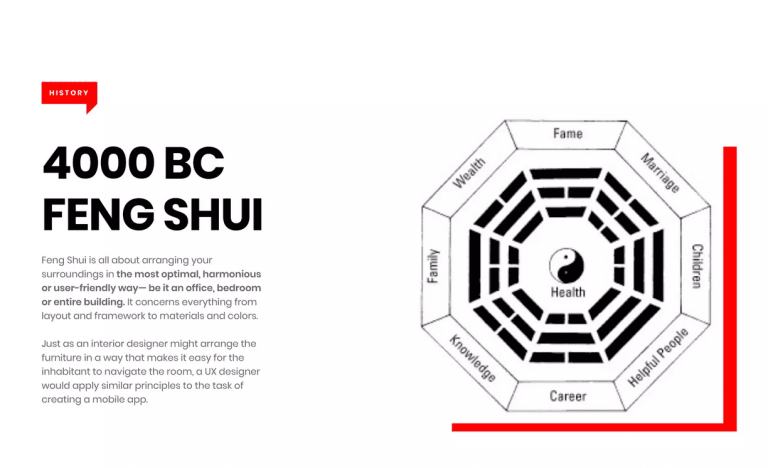 HISTORY
4000 BC
FENG SHUI
Feng Shui is all about arranging your
surroundings in the most optimal, harmonious
or user-friendly way— be it an office, bedroom
or entire building. It concerns everything from
layout and framework to materials and colors.
Just as an interior designer might arrange the
furniture in a way that makes it easy for the
inhabitant to navigate the room, a UX designer
would apply similar principles to the task of
creating a mobile app.
Fame
Wealth
Marriage
Family
Children
Health
Knowledge
Helpful People
Career